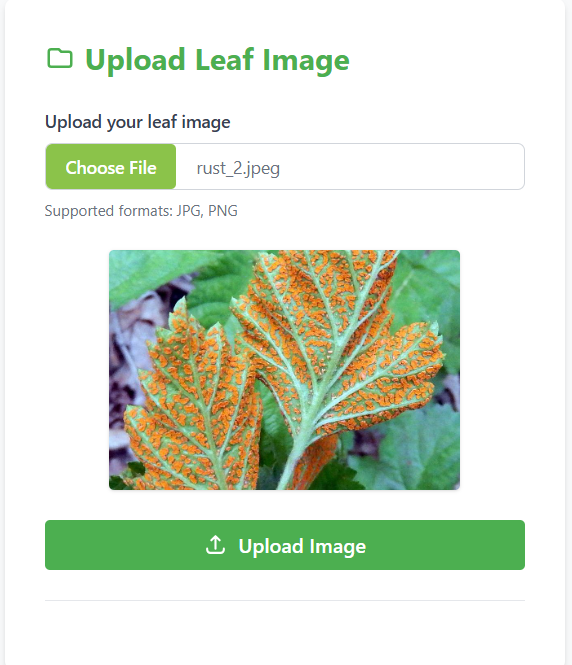 Upload Leaf Image
Upload your leaf image
Choose File rust_2.jpeg
Supported formats: JPG, PNG
Upload Image